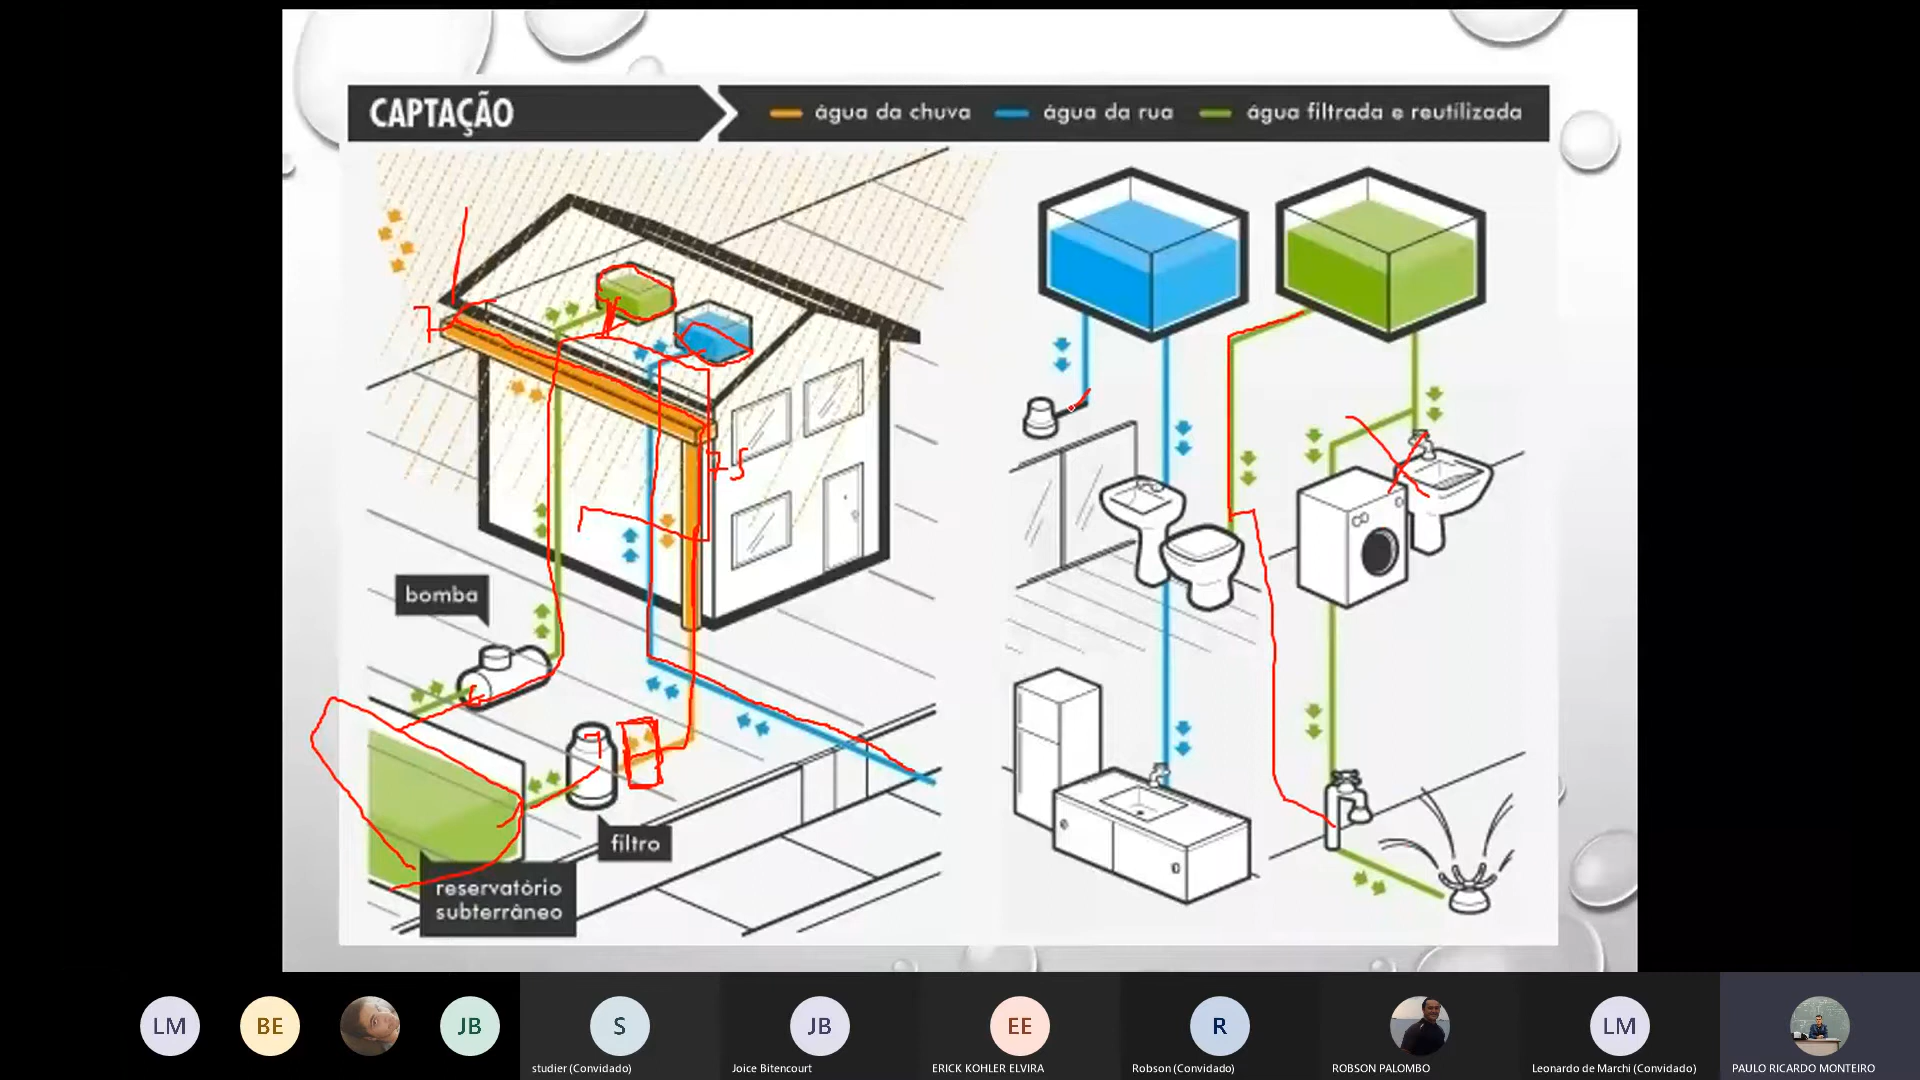 CAPTAÇÃO
água da chuva
água da rua
água filtrada e reutilizada
75
bomba
filtro
reservatório
subterrâneo
LM
BE
JB
S
JB
EE
R
LM
studier (Convidado)
Joice Bitencourt
ERICK KOHLER ELVIRA
Robson (Convidado)
ROBSON PALOMBO
Leonardo de Marchi (Convidado)
PAULO RICARDO MONTEIRO